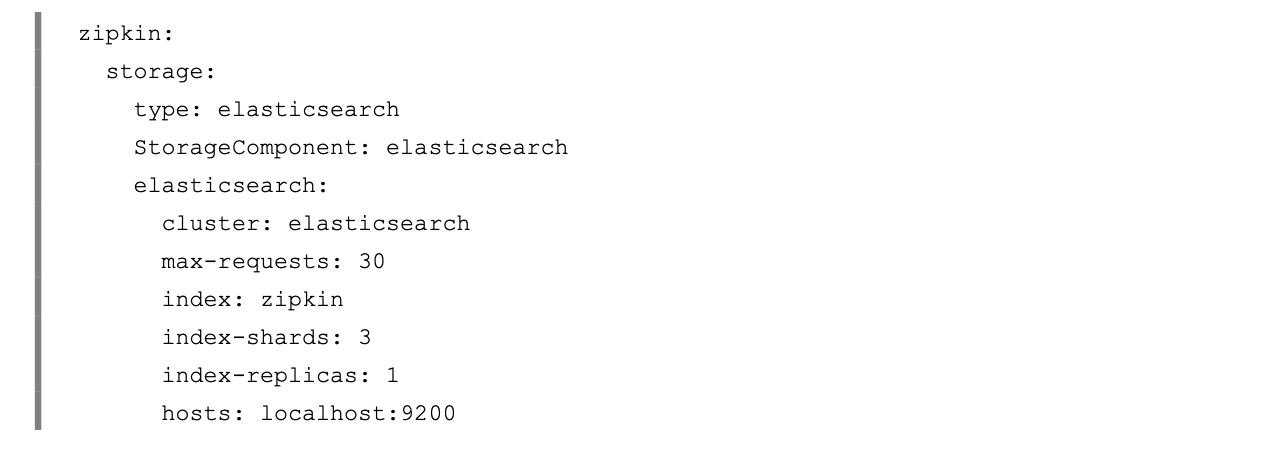 zipkin:
  storage:
    type: elasticsearch
    StorageComponent: elasticsearch
    elasticsearch:
      cluster: elasticsearch
      max-requests: 30
      index: zipkin
      index-shards: 3
      index-replicas: 1
      hosts: localhost:9200